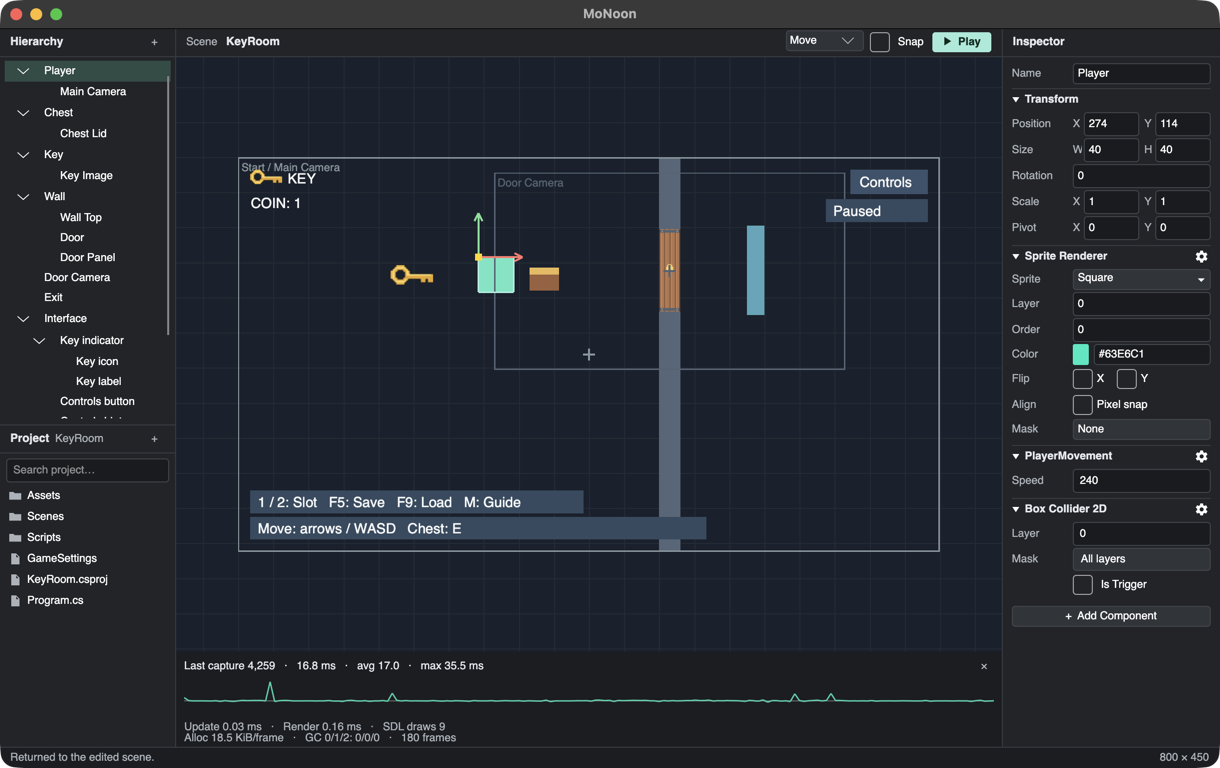 MoNoon
Hierarchy +
Player
Main Camera
Chest
Chest Lid
Key
Key Image
Wall
Wall Top
Door
Door Panel
Door Camera
Exit
Interface
Key indicator
Key icon
Key label
Controls button
Project KeyRoom +
Search project…
Assets
Scenes
Scripts
GameSettings
KeyRoom.csproj
Program.cs
Scene KeyRoom Move Snap Play
Start / Main Camera
KEY
COIN: 1
Door Camera
Controls
Paused
1 / 2: Slot F5: Save F9: Load M: Guide
Move: arrows / WASD Chest: E
Last capture 4,259 · 16.8 ms · avg 17.0 · max 35.5 ms ×
Update 0.03 ms · Render 0.16 ms · SDL draws 9
Alloc 18.5 KiB/frame · GC 0/1/2: 0/0/0 · 180 frames
Inspector
Name Player
Transform
Position X 274 Y 114
Size W 40 H 40
Rotation 0
Scale X 1 Y 1
Pivot X 0 Y 0
Sprite Renderer
Sprite Square
Layer 0
Order 0
Color #63E6C1
Flip X Y
Align Pixel snap
Mask None
PlayerMovement
Speed 240
Box Collider 2D
Layer 0
Mask All layers
Is Trigger
+ Add Component
Returned to the edited scene. 800 × 450